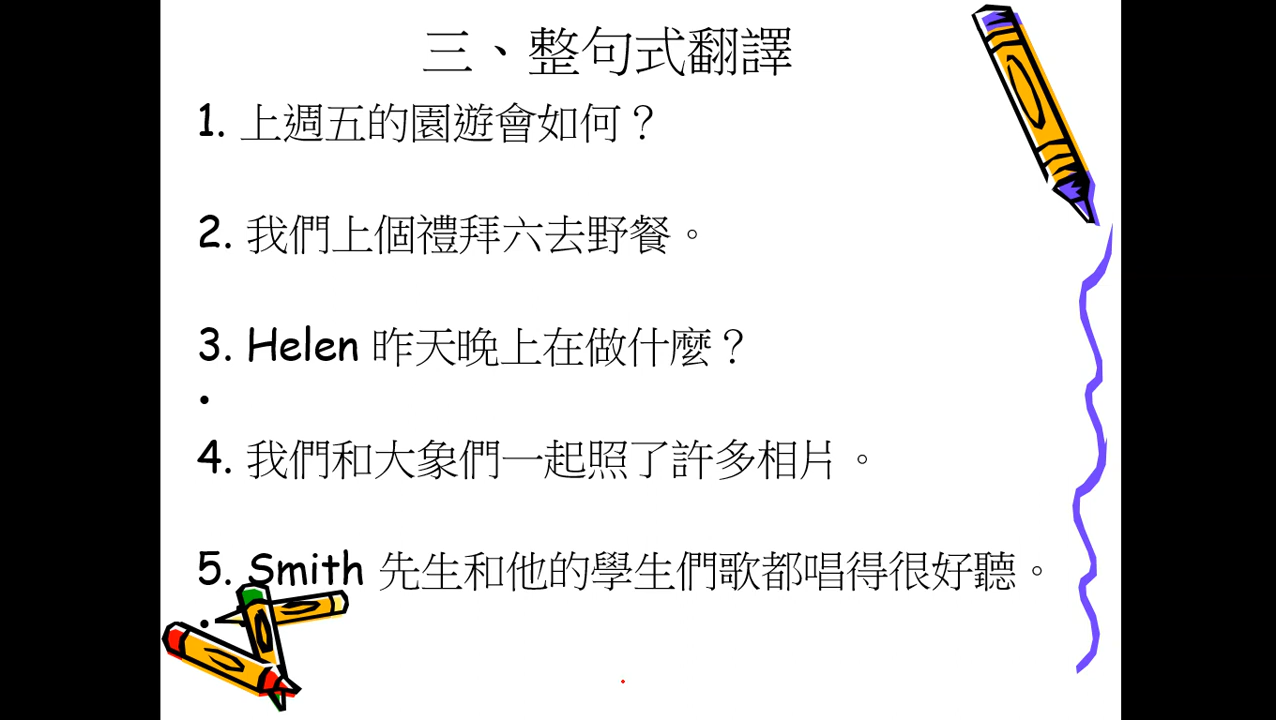 三、整句式翻譯
1. 上週五的園遊會如何？
2. 我們上個禮拜六去野餐。
3. Helen 昨天晚上在做什麼？
•
4. 我們和大象們一起照了許多相片。
5. Smith 先生和他的學生們歌都唱得很好聽。
•